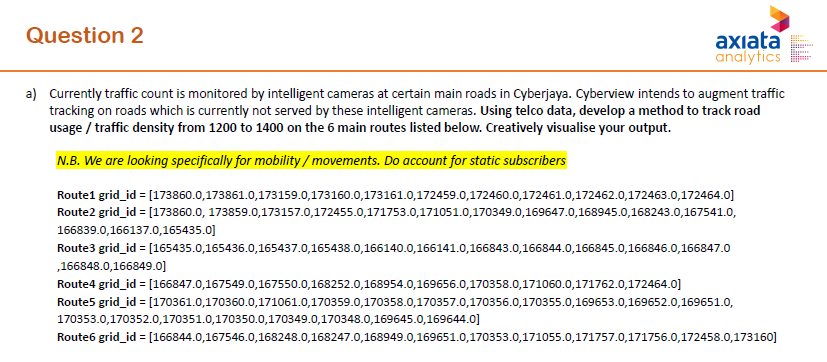 Question 2
axiata
analytics
a) Currently traffic count is monitored by intelligent cameras at certain main roads in Cyberjaya. Cyberview intends to augment traffic
tracking on roads which is currently not served by these intelligent cameras. Using telco data, develop a method to track road
usage / traffic density from 1200 to 1400 on the 6 main routes listed below. Creatively visualise your output.
N.B. We are looking specifically for mobility / movements. Do account for static subscribers
Route1 grid_id = [173860.0,173861.0,173159.0,173160.0,173161.0,172459.0,172460.0,172461.0,172462.0,172463.0,172464.0]
Route2 grid_id = [173860.0, 173859.0,173157.0,172455.0,171753.0,171051.0,170349.0,169647.0,168945.0,168243.0,167541.0,
166839.0,166137.0,165435.0]
Route3 grid_id = [165435.0,165436.0,165437.0,165438.0,166140.0,166141.0,166843.0,166844.0,166845.0,166846.0,166847.0
,166848.0,166849.0]
Route4 grid_id = [166847.0,167549.0,167550.0,168252.0,168954.0,169656.0,170358.0,171060.0,171762.0,172464.0]
Route5 grid_id = [170361.0,170360.0,171061.0,170359.0,170358.0,170357.0,170356.0,170355.0,169653.0,169652.0,169651.0,
170353.0,170352.0,170351.0,170350.0,170349.0,170348.0,169645.0,169644.0]
Route6 grid_id = [166844.0,167546.0,168248.0,168247.0,168949.0,169651.0,170353.0,171055.0,171757.0,171756.0,172458.0,173160]